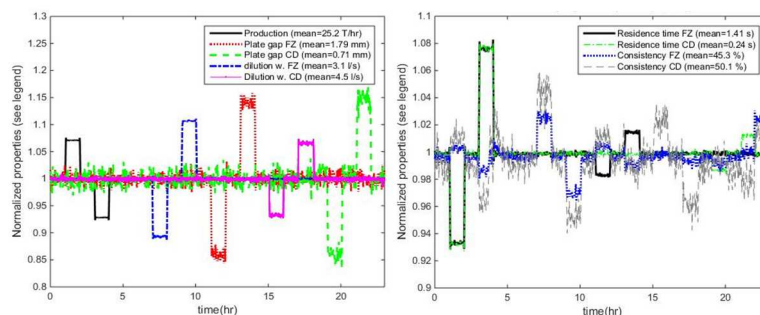 Production (mean=25.2 T/hr)
Plate gap FZ (mean=1.79 mm)
Plate gap CD (mean=0.71 mm)
dilution w. FZ (mean=3.1 l/s)
Dilution w. CD (mean=4.5 l/s)
Normalized properties (see legend)
1.3
1.25
1.2
1.15
1.1
1.05
1
0.95
0.9
0.85
0.8
0
5
10
15
20
time(hr)
Residence time FZ (mean=1.41 s)
Residence time CD (mean=0.24 s)
Consistency FZ (mean=45.3 %)
Consistency CD (mean=50.1 %)
Normalized properties (see legend)
1.1
1.08
1.06
1.04
1.02
1
0.98
0.96
0.94
0.92
0.9
0
5
10
15
20
time(hr)